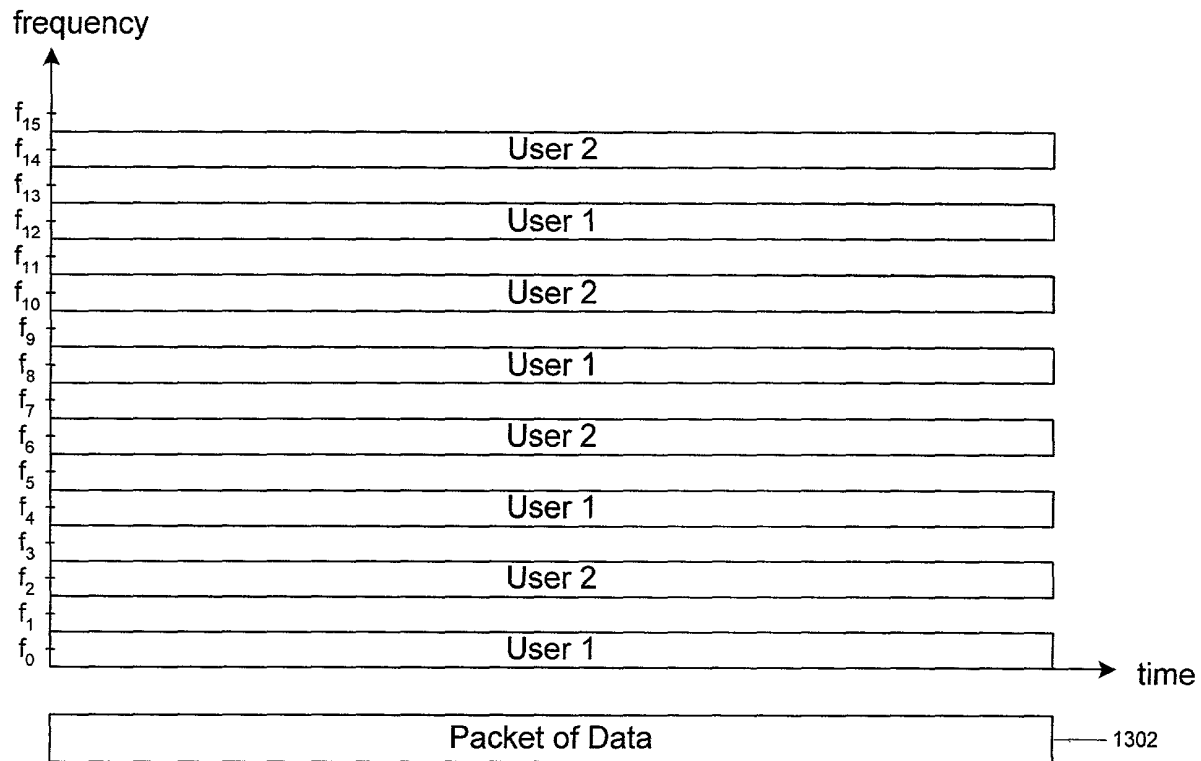 frequency
f15
f14
User 2
f13
f12
User 1
f11
f10
User 2
f9
f8
User 1
f7
f6
User 2
f5
f4
User 1
f3
f2
User 2
f1
f0
User 1
time
Packet of Data
1302